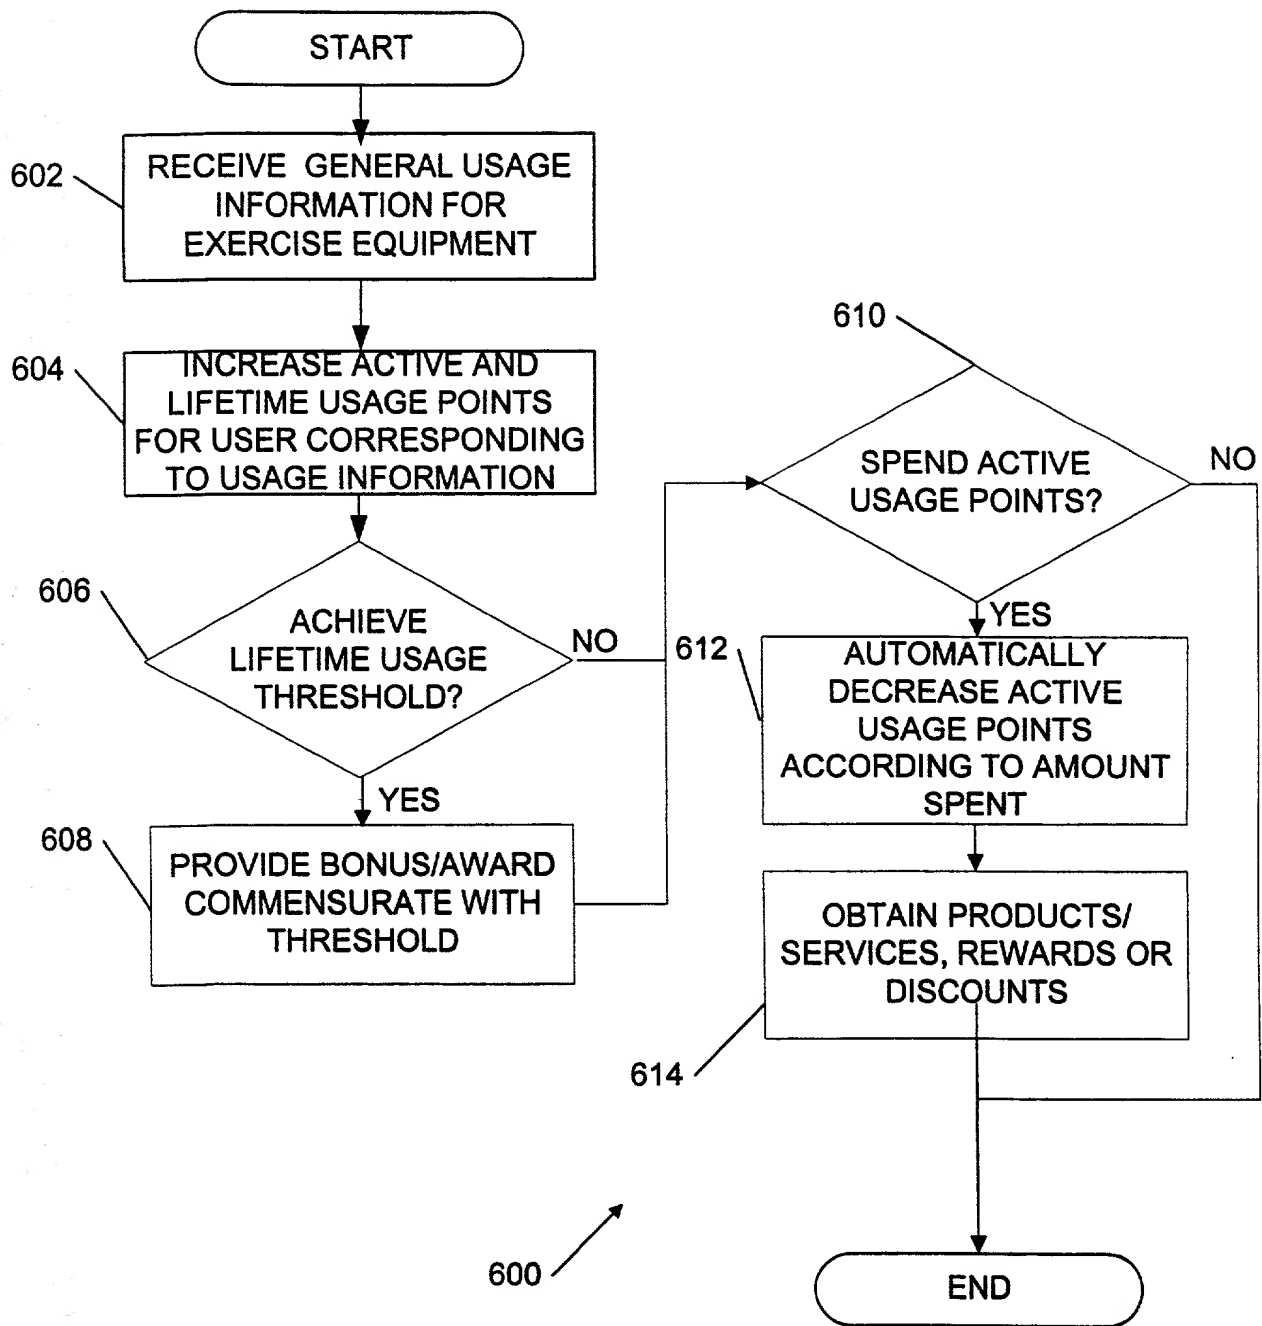 START
602
RECEIVE GENERAL USAGE
INFORMATION FOR
EXERCISE EQUIPMENT
604
INCREASE ACTIVE AND
LIFETIME USAGE POINTS
FOR USER CORRESPONDING
TO USAGE INFORMATION
606
ACHIEVE
LIFETIME USAGE
THRESHOLD?
NO
YES
608
PROVIDE BONUS/AWARD
COMMENSURATE WITH
THRESHOLD
610
SPEND ACTIVE
USAGE POINTS?
NO
YES
612
AUTOMATICALLY
DECREASE ACTIVE
USAGE POINTS
ACCORDING TO AMOUNT
SPENT
OBTAIN PRODUCTS/
SERVICES, REWARDS OR
DISCOUNTS
614
600
END